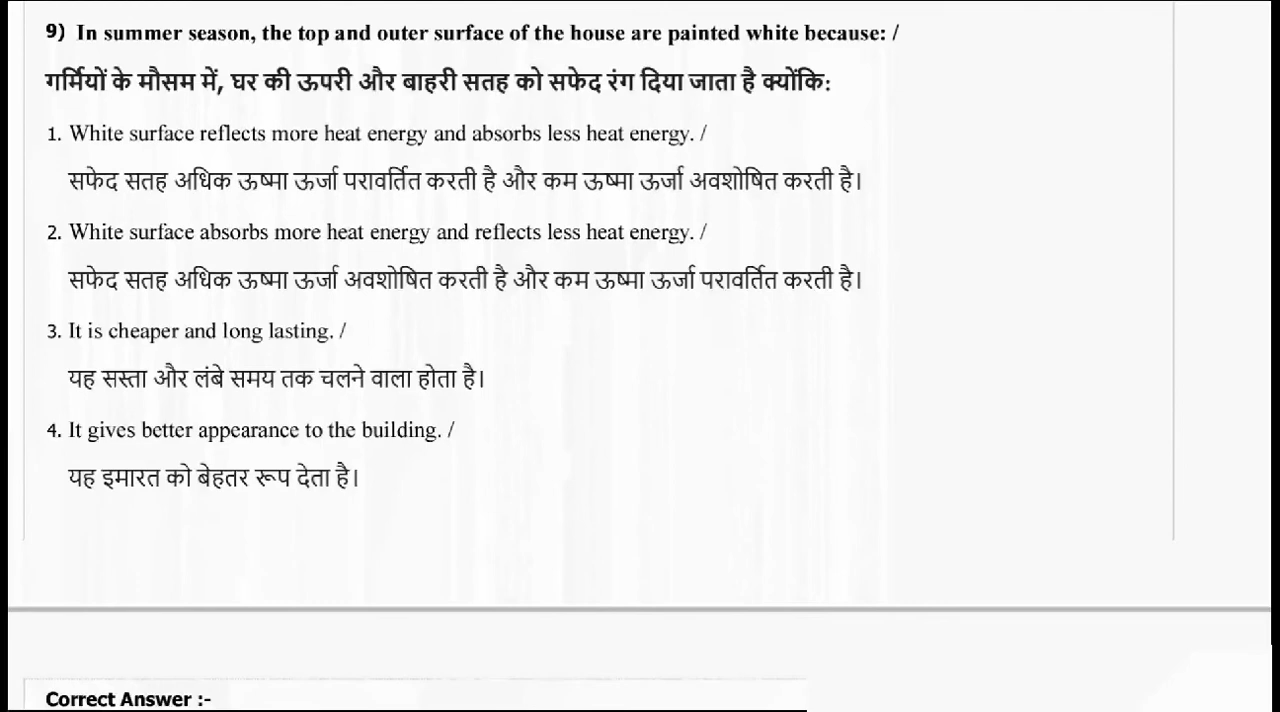 9) In summer season, the top and outer surface of the house are painted white because: /
गर्मियों के मौसम में, घर की ऊपरी और बाहरी सतह को सफेद रंग दिया जाता है क्योंकि:
1. White surface reflects more heat energy and absorbs less heat energy. /
सफेद सतह अधिक ऊष्मा ऊर्जा परावर्तित करती है और कम ऊष्मा ऊर्जा अवशोषित करती है।
2. White surface absorbs more heat energy and reflects less heat energy. /
सफेद सतह अधिक ऊष्मा ऊर्जा अवशोषित करती है और कम ऊष्मा ऊर्जा परावर्तित करती है।
3. It is cheaper and long lasting. /
यह सस्ता और लंबे समय तक चलने वाला होता है।
4. It gives better appearance to the building. /
यह इमारत को बेहतर रूप देता है।
Correct Answer :-